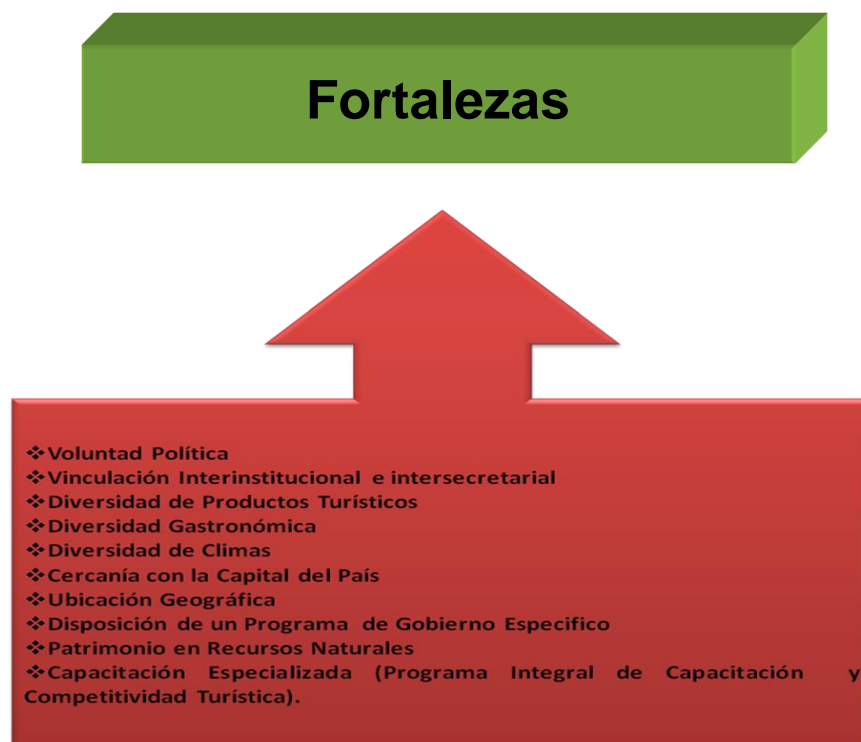 Fortalezas
❖Voluntad Política
❖Vinculación Interinstitucional e intersecretarial
❖Diversidad de Productos Turísticos
❖Diversidad Gastronómica
❖Diversidad de Climas
❖Cercanía con la Capital del País
❖Ubicación Geográfica
❖Disposición de un Programa de Gobierno Especifico
❖Patrimonio en Recursos Naturales
❖Capacitación Especializada (Programa Integral de Capacitación y
Competitividad Turística).